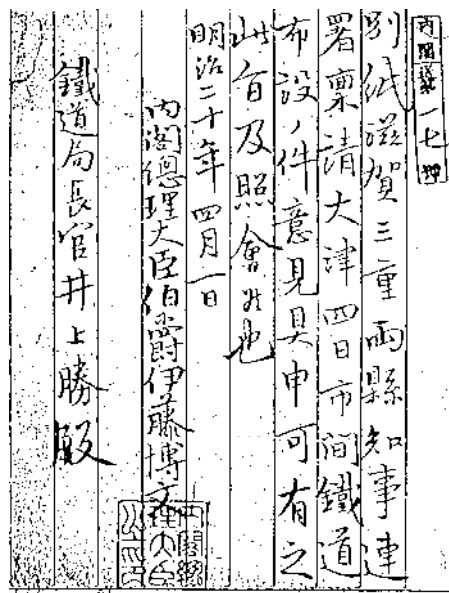 内閣送第一七号
別紙滋賀三重両縣知事連
署禀請大津四日市間鐵道
布設ノ件意見具申可有之
此旨及照會候也
明治二十年四月一日
内閣總理大臣伯爵伊藤博文
鐵道局長官井上勝殿